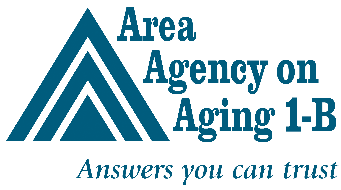 Area
Agency on
Aging 1-B
Answers you can trust